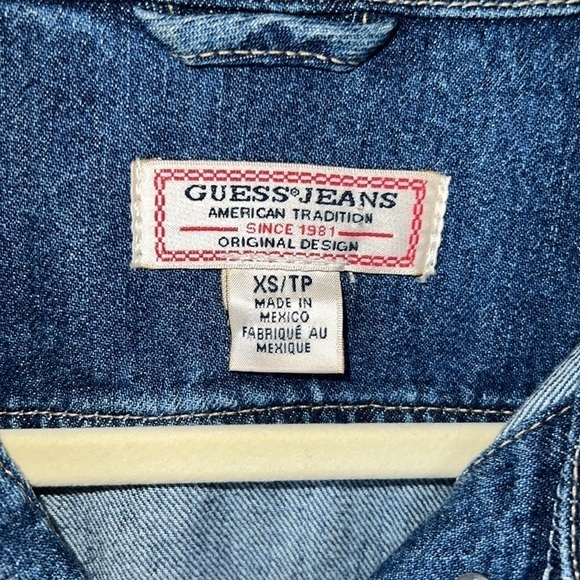 GUESS® JEANS
AMERICAN TRADITION
SINCE 1981
ORIGINAL DESIGN
XS/TP
MADE IN
MEXICO
FABRIQUÉ AU
MEXIQUE